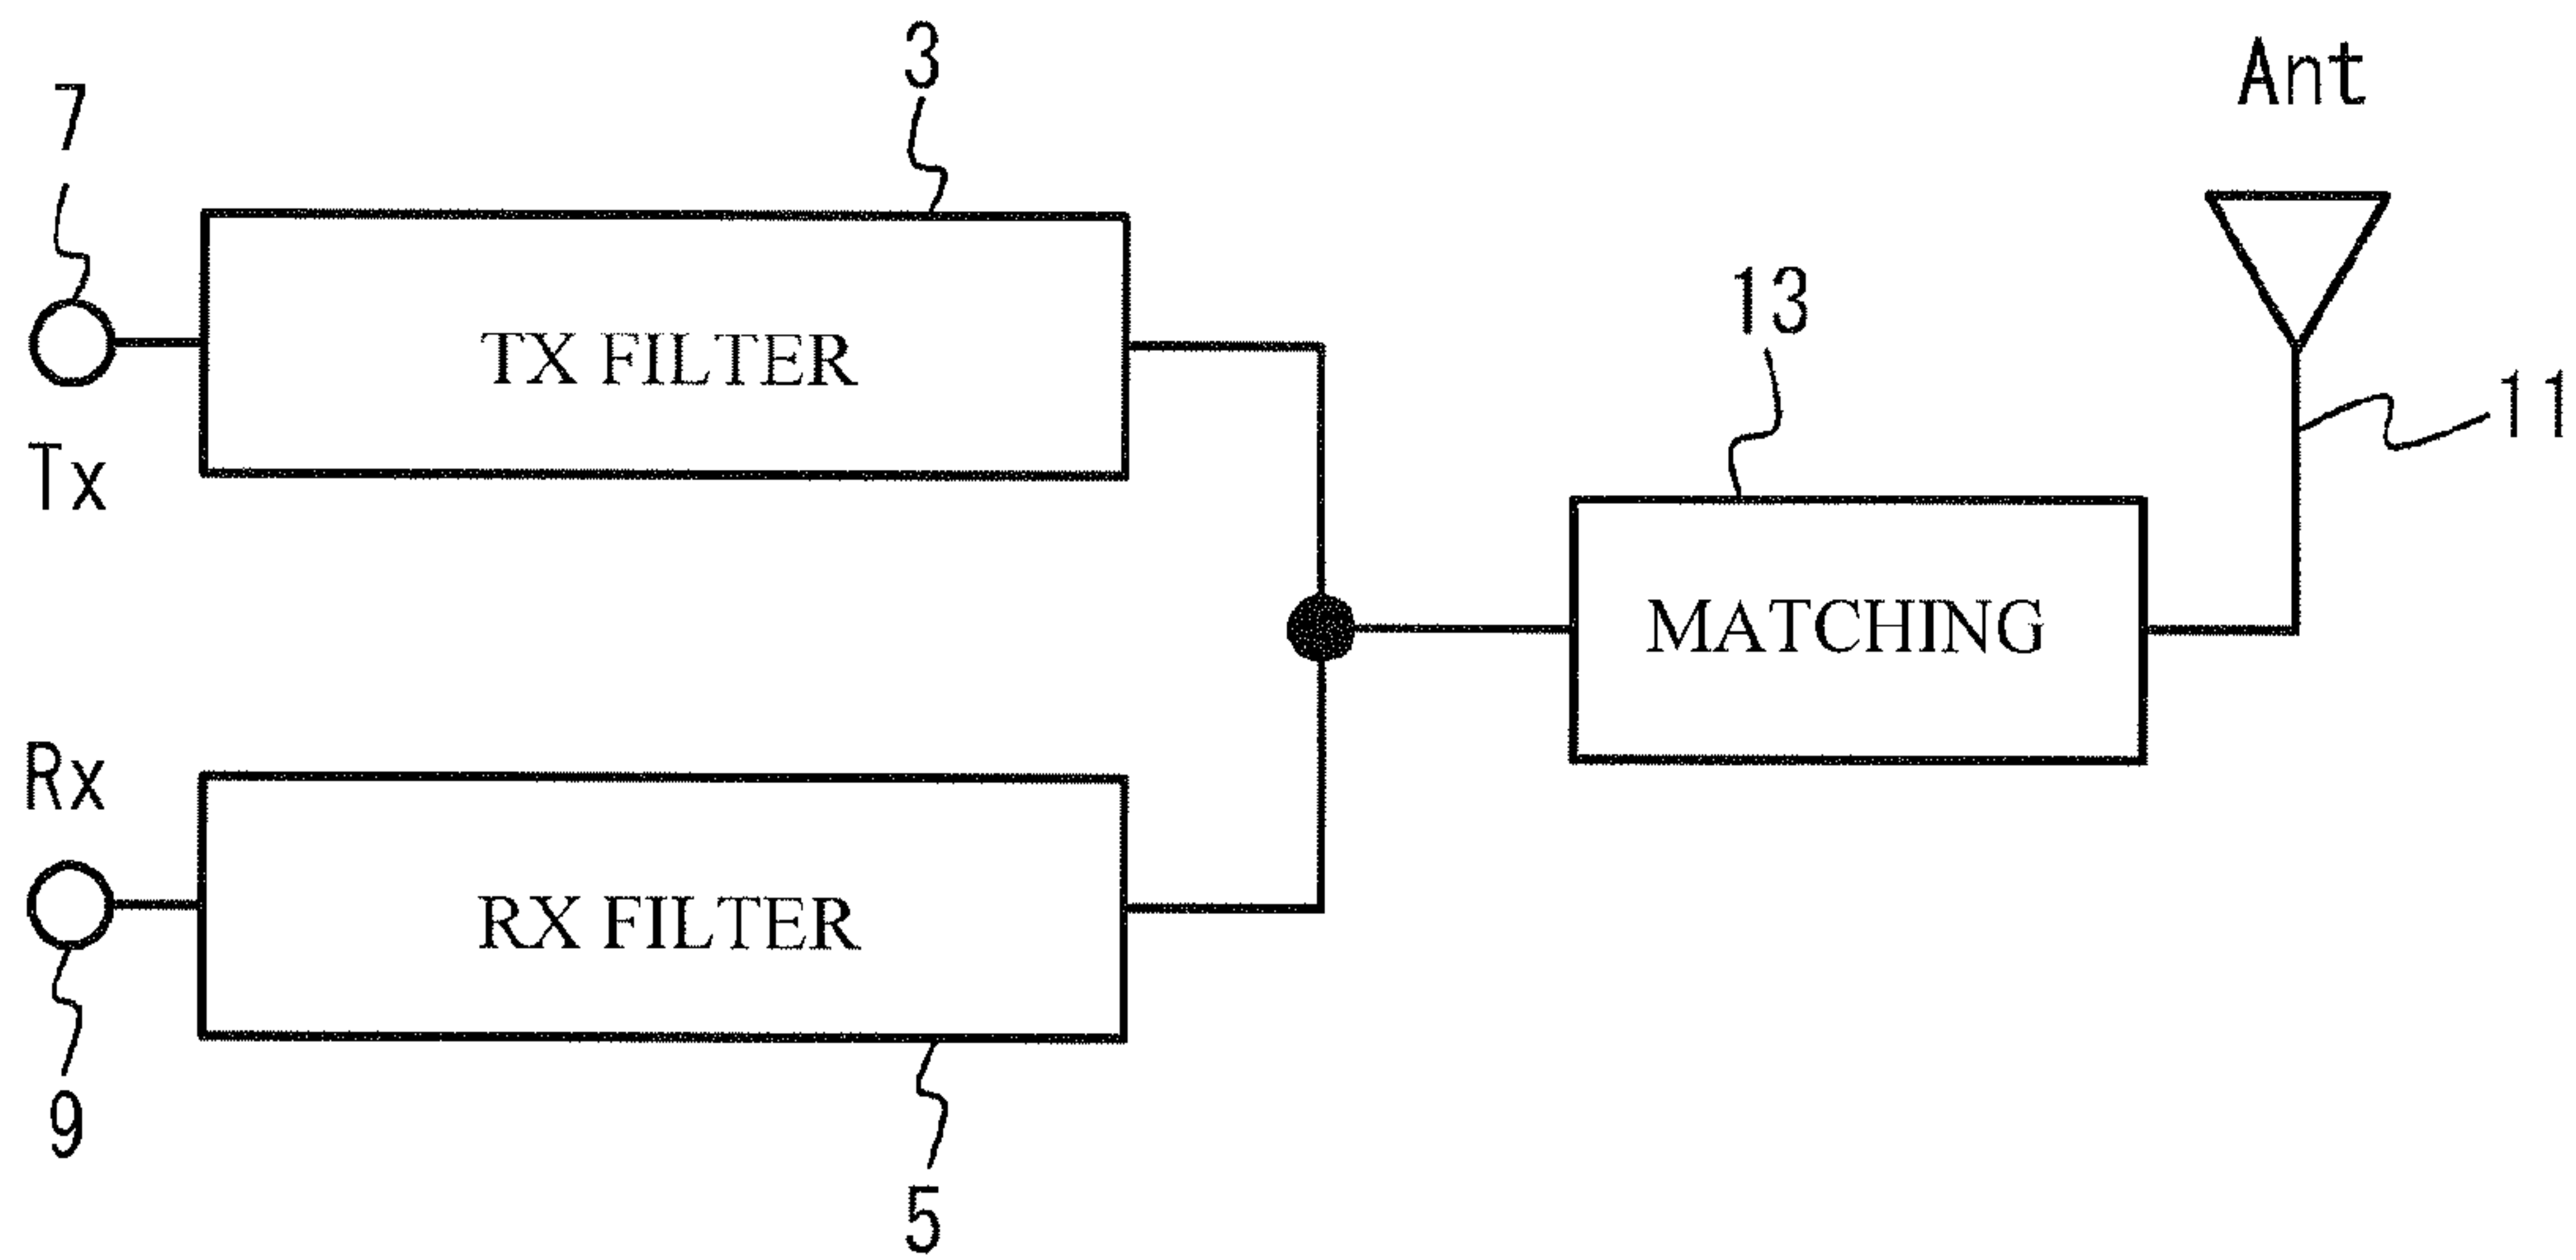 3
Ant
7
TX FILTER
13
11
Tx
MATCHING
Rx
RX FILTER
9
5